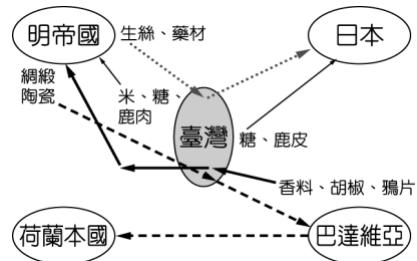 明帝國
生絲、藥材
日本
綢緞
陶瓷
米、糖、
鹿肉
臺灣
糖、鹿皮
香料、胡椒、鴉片
荷蘭本國
巴達維亞